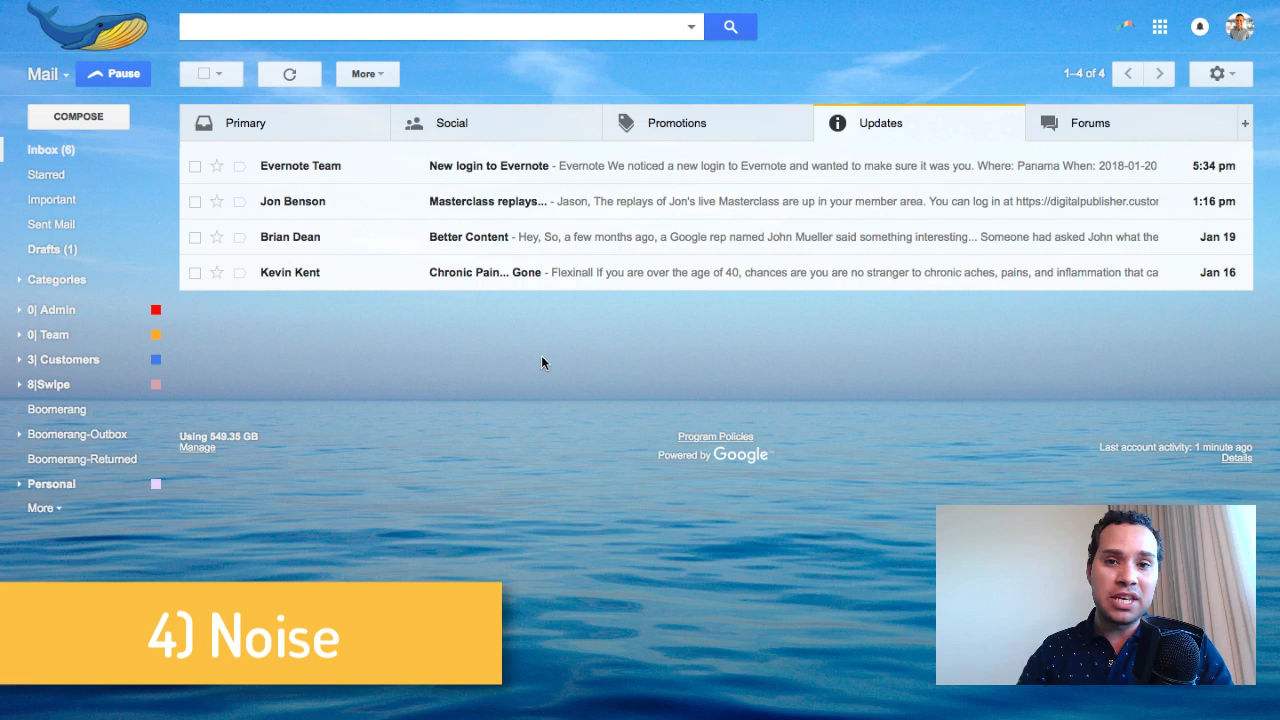 Mail
Pause
More
1–4 of 4
COMPOSE
Primary
Social
Promotions
Updates
Forums
+
Inbox (6)
Starred
Important
Sent Mail
Drafts (1)
Categories
0| Admin
0| Team
3| Customers
8|Swipe
Boomerang
Boomerang-Outbox
Boomerang-Returned
Personal
More
Evernote Team New login to Evernote - Evernote We noticed a new login to Evernote and wanted to make sure it was you. Where: Panama When: 2018-01-20 5:34 pm
Jon Benson Masterclass replays... - Jason, The replays of Jon's live Masterclass are up in your member area. You can log in at https://digitalpublisher.custor 1:16 pm
Brian Dean Better Content - Hey, So, a few months ago, a Google rep named John Mueller said something interesting... Someone had asked John what the Jan 19
Kevin Kent Chronic Pain... Gone - Flexinall If you are over the age of 40, chances are you are no stranger to chronic aches, pains, and inflammation that ca Jan 16
Using 549.35 GB
Manage
Program Policies
Powered by Google
Last account activity: 1 minute ago
Details
4) Noise